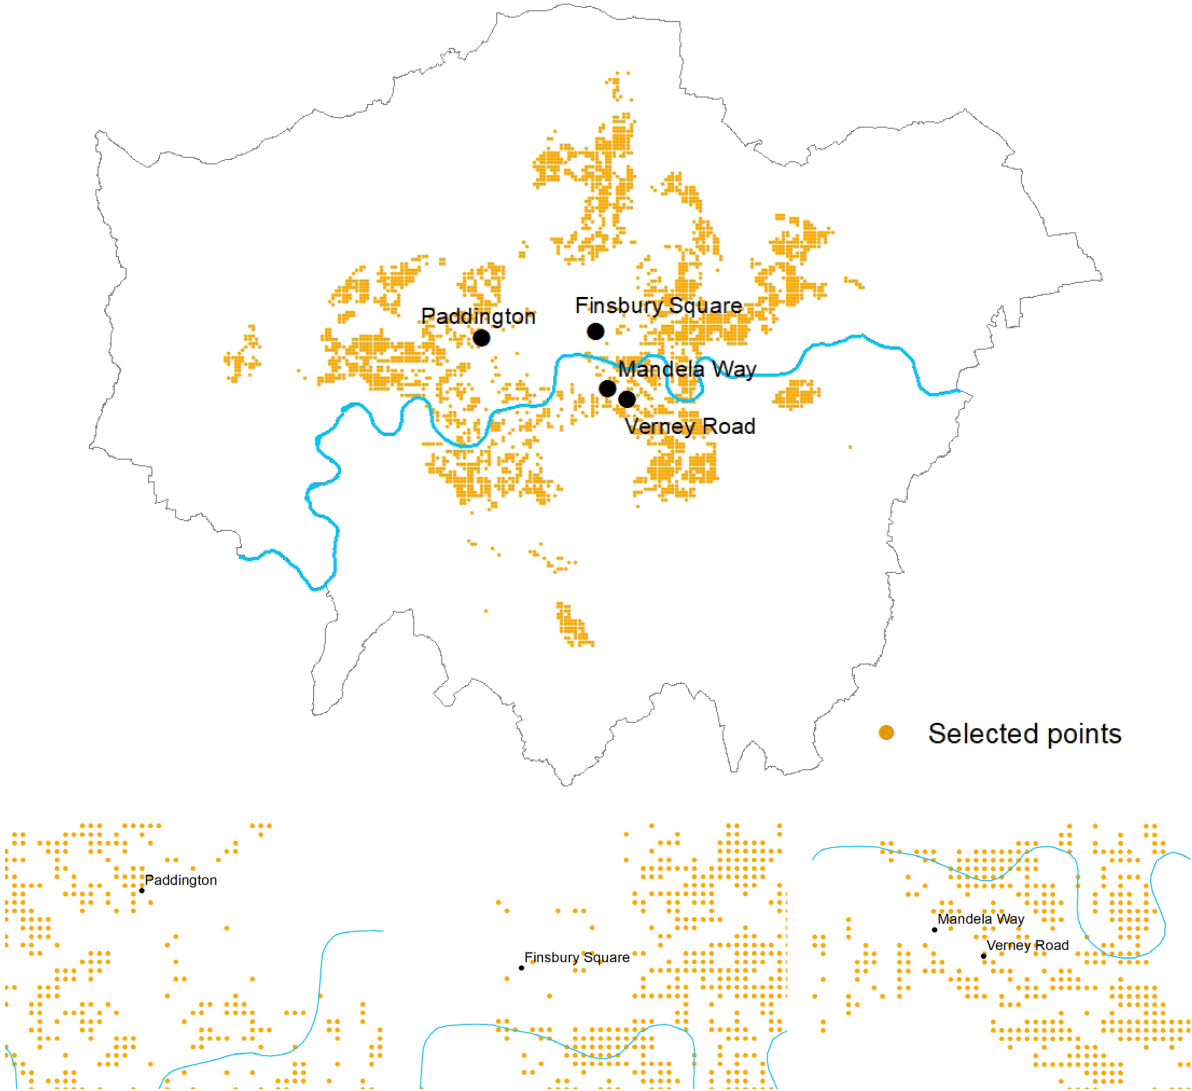 Finsbury Square
Paddington
Mandela Way
Verney Road
Selected points
Paddington
Finsbury Square
Mandela Way
Verney Road